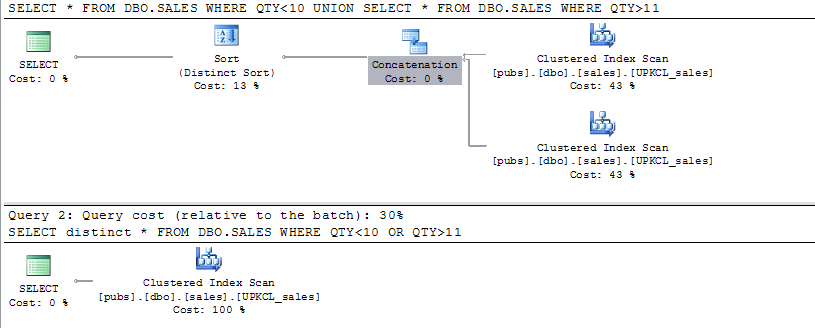 SELECT * FROM DBO.SALES WHERE QTY<10 UNION SELECT * FROM DBO.SALES WHERE QTY>11
SELECT
Cost: 0 %
Sort
(Distinct Sort)
Cost: 13 %
Concatenation
Cost: 0 %
Clustered Index Scan
[pubs].[dbo].[sales].[UPKCL_sales]
Cost: 43 %
Clustered Index Scan
[pubs].[dbo].[sales].[UPKCL_sales]
Cost: 43 %
Query 2: Query cost (relative to the batch): 30%
SELECT distinct * FROM DBO.SALES WHERE QTY<10 OR QTY>11
SELECT
Cost: 0 %
Clustered Index Scan
[pubs].[dbo].[sales].[UPKCL_sales]
Cost: 100 %